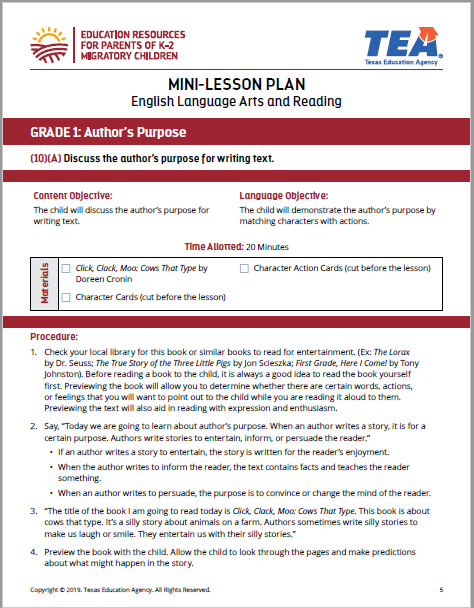 EDUCATION RESOURCES
FOR PARENTS OF K-2
MIGRATORY CHILDREN
TEA
Texas Education Agency
MINI-LESSON PLAN
English Language Arts and Reading
GRADE 1: Author's Purpose
(10)(A) Discuss the author's purpose for writing text.
Content Objective:
The child will discuss the author's purpose for
writing text.
Language Objective:
The child will demonstrate the author's purpose by
matching characters with actions.
Time Allotted: 20 Minutes
Materials
Click, Clack, Moo: Cows That Type by
Doreen Cronin
Character Cards (cut before the lesson)
Character Action Cards (cut before the lesson)
Procedure:
1. Check your local library for this book or similar books to read for entertainment. (Ex: The Lorax
by Dr. Seuss; The True Story of the Three Little Pigs by Jon Scieszka; First Grade, Here I Come! by Tony
Johnston). Before reading a book to the child, it is always a good idea to read the book yourself
first. Previewing the book will allow you to determine whether there are certain words, actions,
or feelings that you will want to point out to the child while you are reading it aloud to them.
Previewing the text will also aid in reading with expression and enthusiasm.
2. Say, "Today we are going to learn about author's purpose. When an author writes a story, it is for a
certain purpose. Authors write stories to entertain, inform, or persuade the reader."
• If an author writes a story to entertain, the story is written for the reader's enjoyment.
• When the author writes to inform the reader, the text contains facts and teaches the reader
something.
• When an author writes to persuade, the purpose is to convince or change the mind of the reader.
3. "The title of the book I am going to read today is Click, Clack, Moo: Cows That Type. This book is about
cows that type. It's a silly story about animals on a farm. Authors sometimes write silly stories to
make us laugh or smile. They entertain us with their silly stories."
4. Preview the book with the child. Allow the child to look through the pages and make predictions
about what might happen in the story.
Copyright © 2019. Texas Education Agency. All Rights Reserved.
5